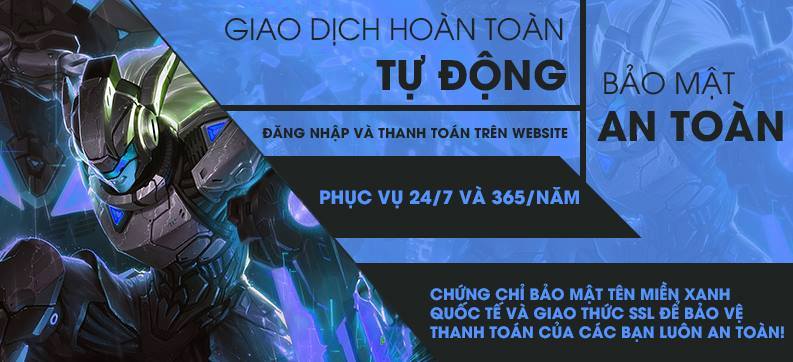 GIAO DỊCH HOÀN TOÀN
TỰ ĐỘNG
BẢO MẬT
AN TOÀN
ĐĂNG NHẬP VÀ THANH TOÁN TRÊN WEBSITE
PHỤC VỤ 24/7 VÀ 365/NĂM
CHỨNG CHỈ BẢO MẬT TÊN MIỀN XANH
QUỐC TẾ VÀ GIAO THỨC SSL ĐỂ BẢO VỆ
THANH TOÁN CỦA CÁC BẠN LUÔN AN TOÀN!